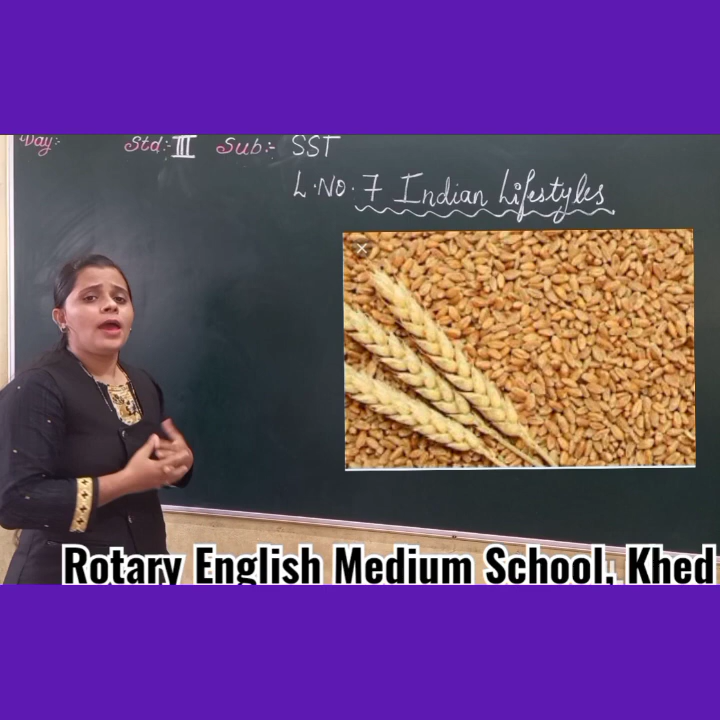 Day:- Std:- III Sub:- SST
L.No. 7 Indian Lifestyles
Rotary English Medium School, Khed